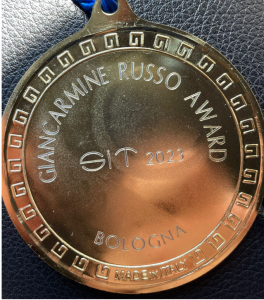 GIANCARMINE RUSSO AWARD
SIT 2023
BOLOGNA
MADE IN ITALY